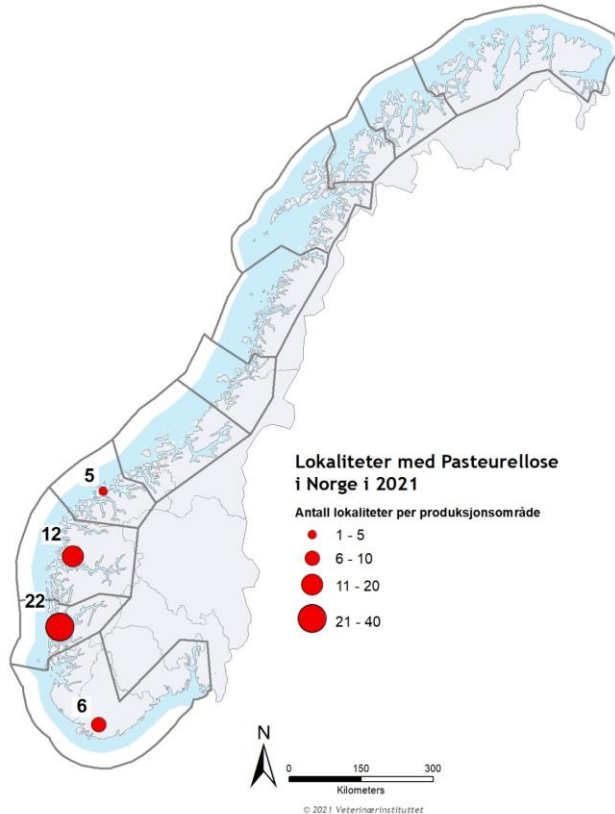 5
12
22
6
Lokaliteter med Pasteurellose
i Norge i 2021
Antall lokaliteter per produksjonsområde
1 - 5
6 - 10
11 - 20
21 - 40
N
0 150 300
Kilometers
© 2021 Veterinærinstituttet